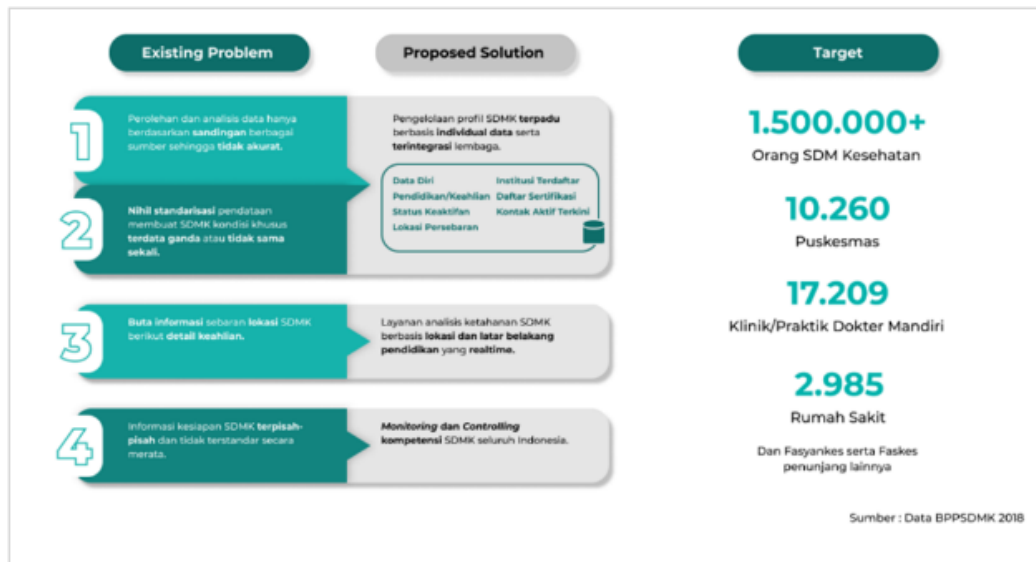 Existing Problem
Proposed Solution
Target
1
Perolehan dan analisis data hanya
berdasarkan sandingan berbagai
sumber sehingga tidak akurat.
2
Nihil standarisasi pendataan
membuat SDMK kondisi khusus
terdata ganda atau tidak sama
sekali.
Pengelolaan profil SDMK terpadu
berbasis individual data serta
terintegrasi lembaga.
Data Diri
Pendidikan/Keahlian
Status Keaktifan
Lokasi Persebaran
Institusi Terdaftar
Daftar Sertifikasi
Kontak Aktif Terkini
3
Buta informasi sebaran lokasi SDMK
berikut detail keahlian.
Layanan analisis ketahanan SDMK
berbasis lokasi dan latar belakang
pendidikan yang realtime.
4
Informasi kesiapan SDMK terpisah-
pisah dan tidak terstandar secara
merata.
Monitoring dan Controlling
kompetensi SDMK seluruh Indonesia.
1.500.000+
Orang SDM Kesehatan
10.260
Puskesmas
17.209
Klinik/Praktik Dokter Mandiri
2.985
Rumah Sakit
Dan Fasyankes serta Faskes
penunjang lainnya
Sumber : Data BPPSDMK 2018